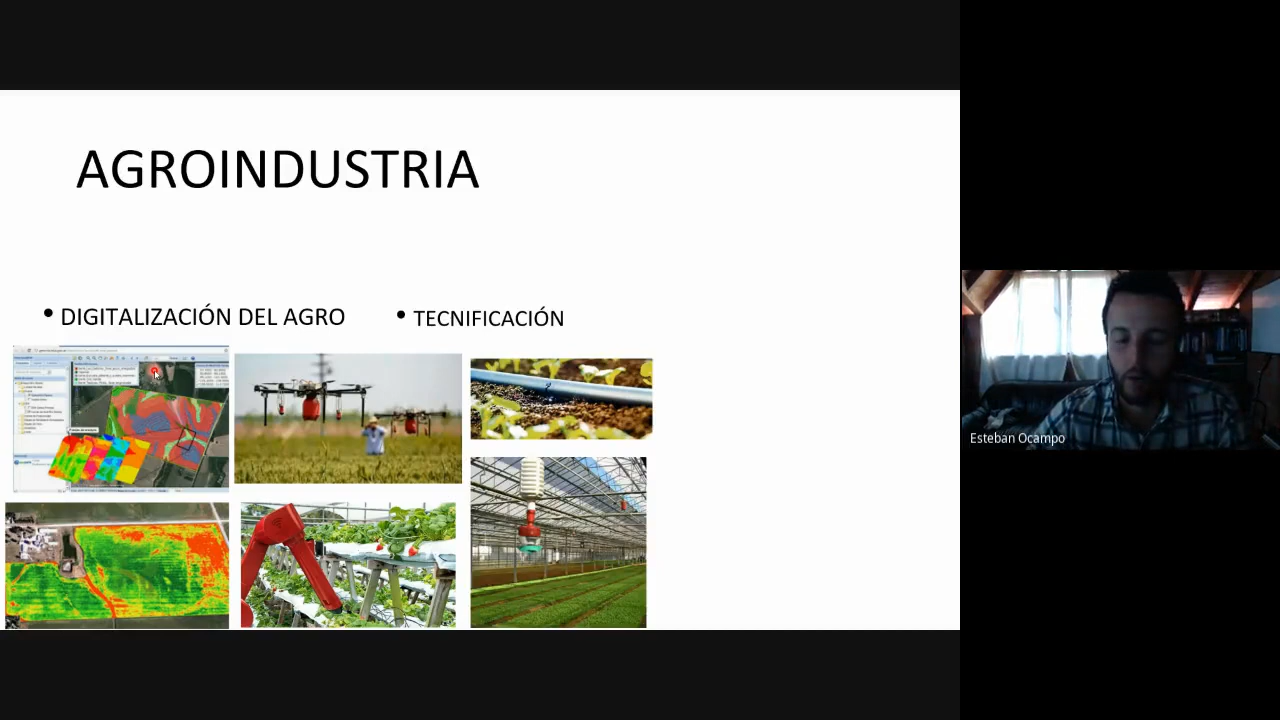 AGROINDUSTRIA
• DIGITALIZACIÓN DEL AGRO
• TECNIFICACIÓN
Esteban Ocampo